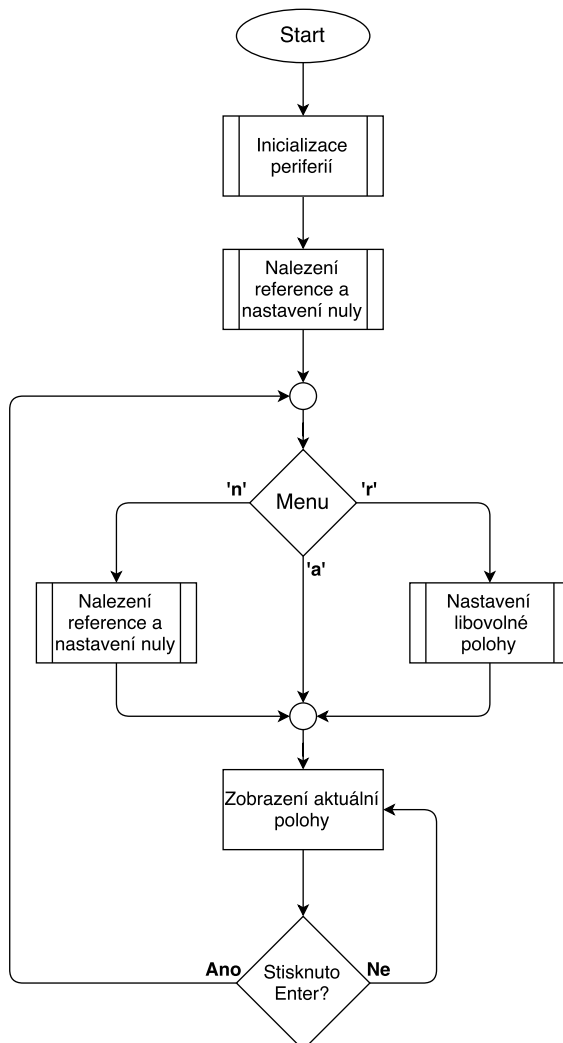 Start
Inicializace
periferií
Nalezení
reference a
nastavení nuly
'n'
Menu
'r'
'a'
Nalezení
reference a
nastavení nuly
Nastavení
libovolné
polohy
Zobrazení aktuální
polohy
Ano
Stisknuto
Enter?
Ne